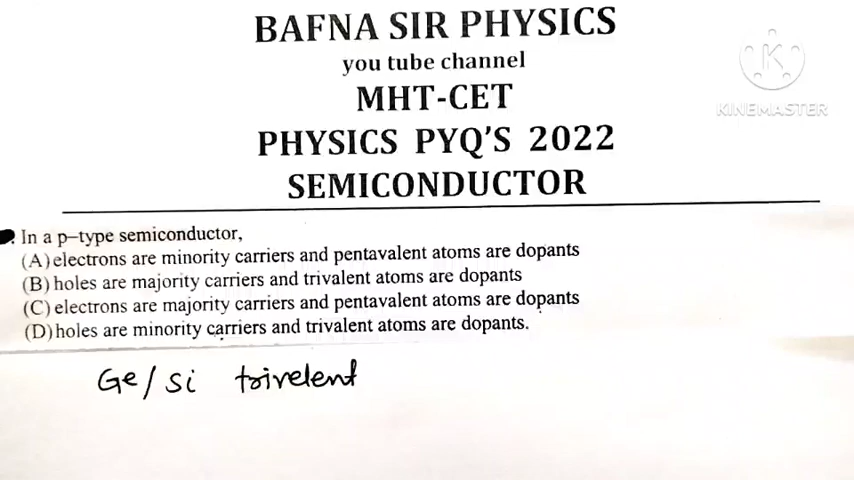 BAFNA SIR PHYSICS
you tube channel
MHT-CET
PHYSICS PYQ'S 2022
SEMICONDUCTOR
KINEMASTER
In a p-type semiconductor,
(A) electrons are minority carriers and pentavalent atoms are dopants
(B) holes are majority carriers and trivalent atoms are dopants
(C) electrons are majority carriers and pentavalent atoms are dopants
(D) holes are minority carriers and trivalent atoms are dopants.
Ge/Si trivelent